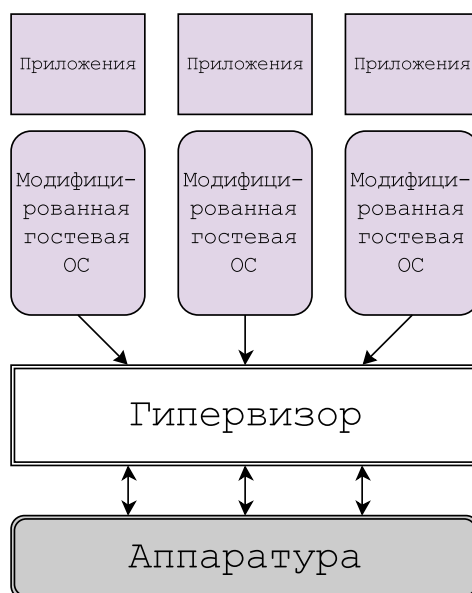 Приложения Приложения Приложения
Модифици-
рованная
гостевая
ОС
Модифици-
рованная
гостевая
ОС
Модифици-
рованная
гостевая
ОС
Гипервизор
Аппаратура